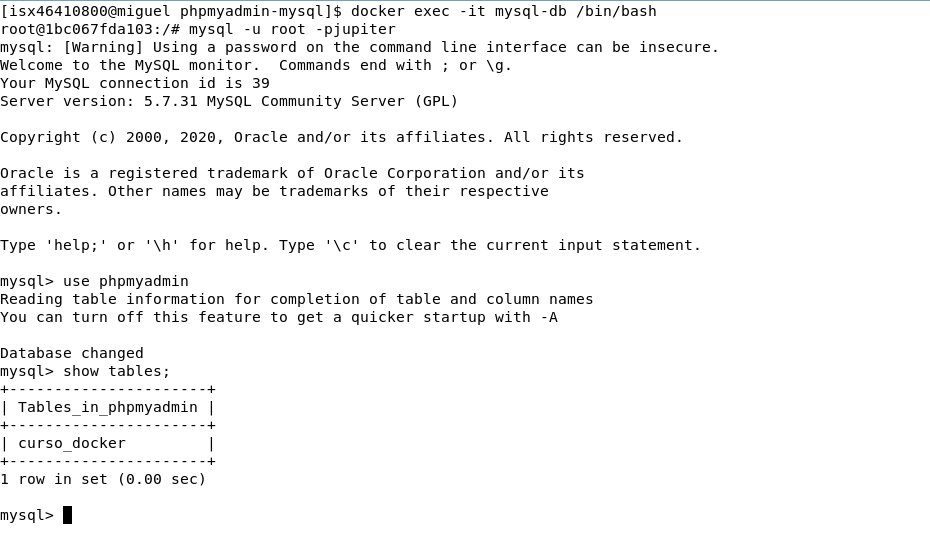 [isx46410800@miguel phpmyadmin-mysql]$ docker exec -it mysql-db /bin/bash
root@1bc067fda103:/# mysql -u root -pjupiter
mysql: [Warning] Using a password on the command line interface can be insecure.
Welcome to the MySQL monitor.  Commands end with ; or \g.
Your MySQL connection id is 39
Server version: 5.7.31 MySQL Community Server (GPL)

Copyright (c) 2000, 2020, Oracle and/or its affiliates. All rights reserved.

Oracle is a registered trademark of Oracle Corporation and/or its
affiliates. Other names may be trademarks of their respective
owners.

Type 'help;' or '\h' for help. Type '\c' to clear the current input statement.

mysql> use phpmyadmin
Reading table information for completion of table and column names
You can turn off this feature to get a quicker startup with -A

Database changed
mysql> show tables;
+----------------------+
| Tables_in_phpmyadmin |
+----------------------+
| curso_docker         |
+----------------------+
1 row in set (0.00 sec)

mysql>